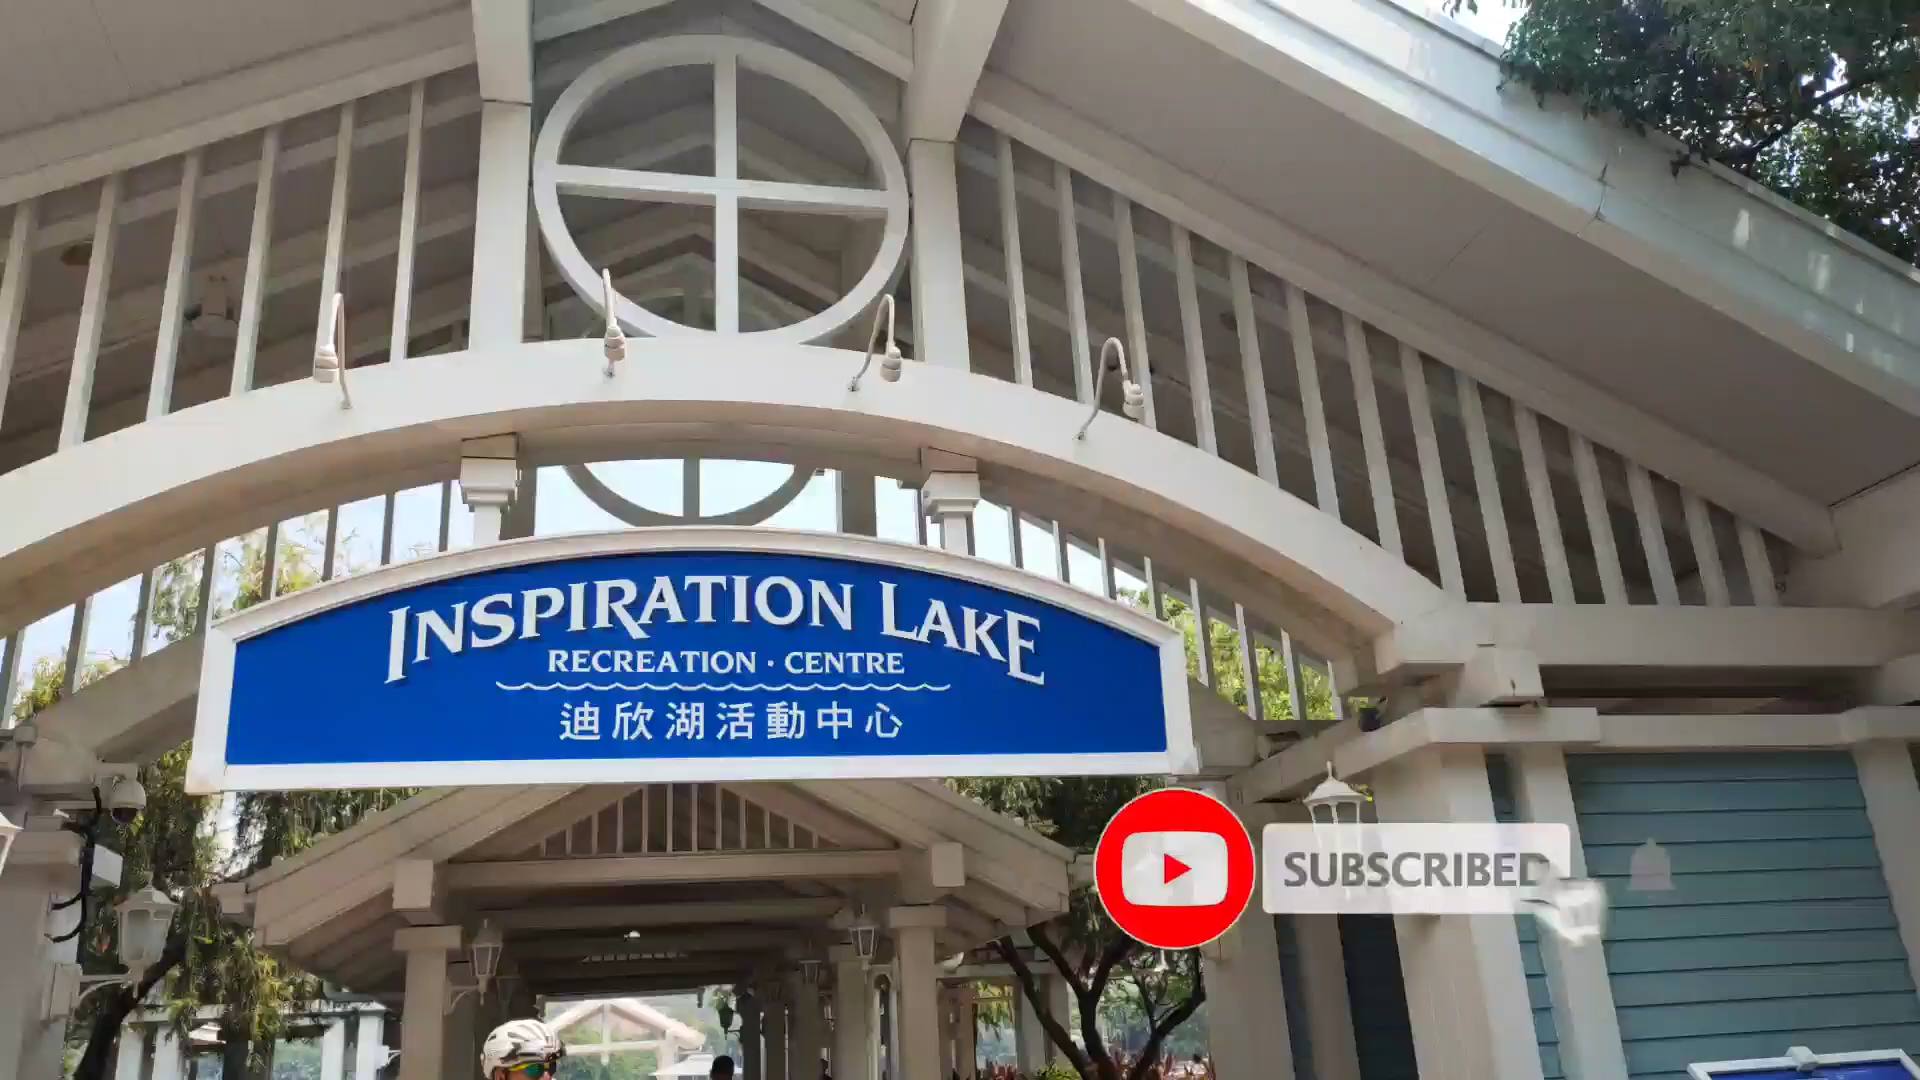 INSPIRATION LAKE
RECREATION · CENTRE
迪欣湖活動中心
SUBSCRIBED